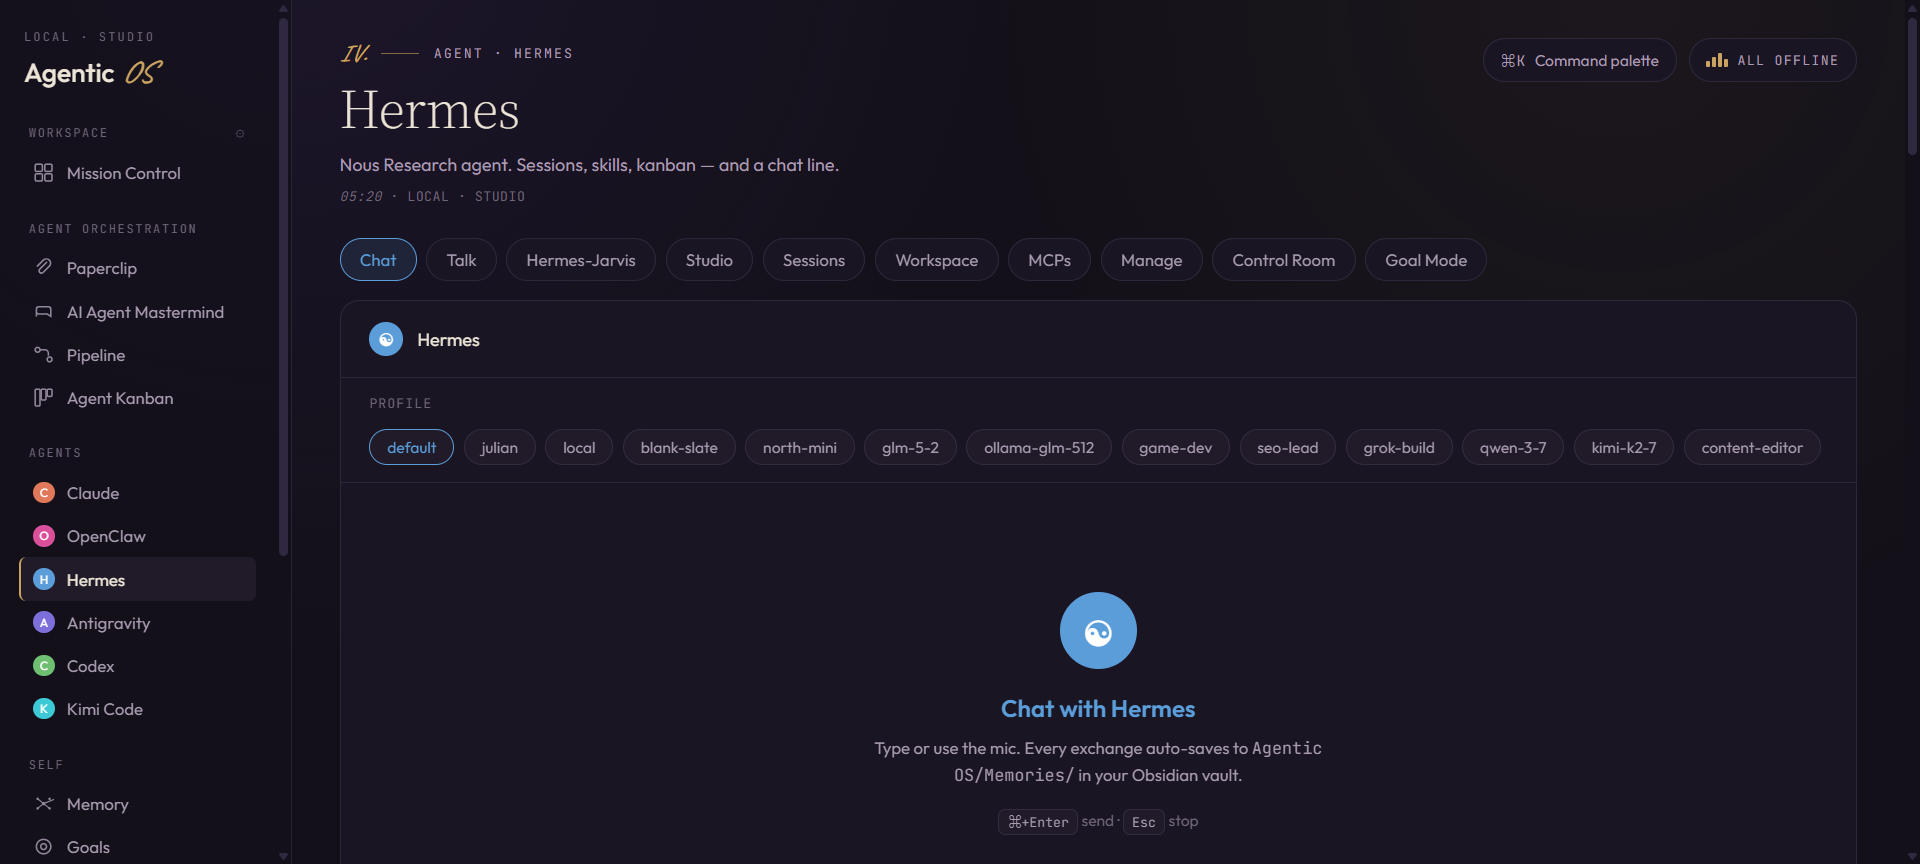 LOCAL · STUDIO
Agentic OS
WORKSPACE
Mission Control
AGENT ORCHESTRATION
Paperclip
AI Agent Mastermind
Pipeline
Agent Kanban
AGENTS
C Claude
O OpenClaw
H Hermes
A Antigravity
C Codex
K Kimi Code
SELF
Memory
Goals
IV. AGENT · HERMES
⌘K Command palette
ALL OFFLINE
Hermes
Nous Research agent. Sessions, skills, kanban — and a chat line.
05:20 · LOCAL · STUDIO
Chat Talk Hermes-Jarvis Studio Sessions Workspace MCPs Manage Control Room Goal Mode
Hermes
PROFILE
default julian local blank-slate north-mini glm-5-2 ollama-glm-512 game-dev seo-lead grok-build qwen-3-7 kimi-k2-7 content-editor
Chat with Hermes
Type or use the mic. Every exchange auto-saves to Agentic
OS/Memories/ in your Obsidian vault.
⌘+Enter send · Esc stop